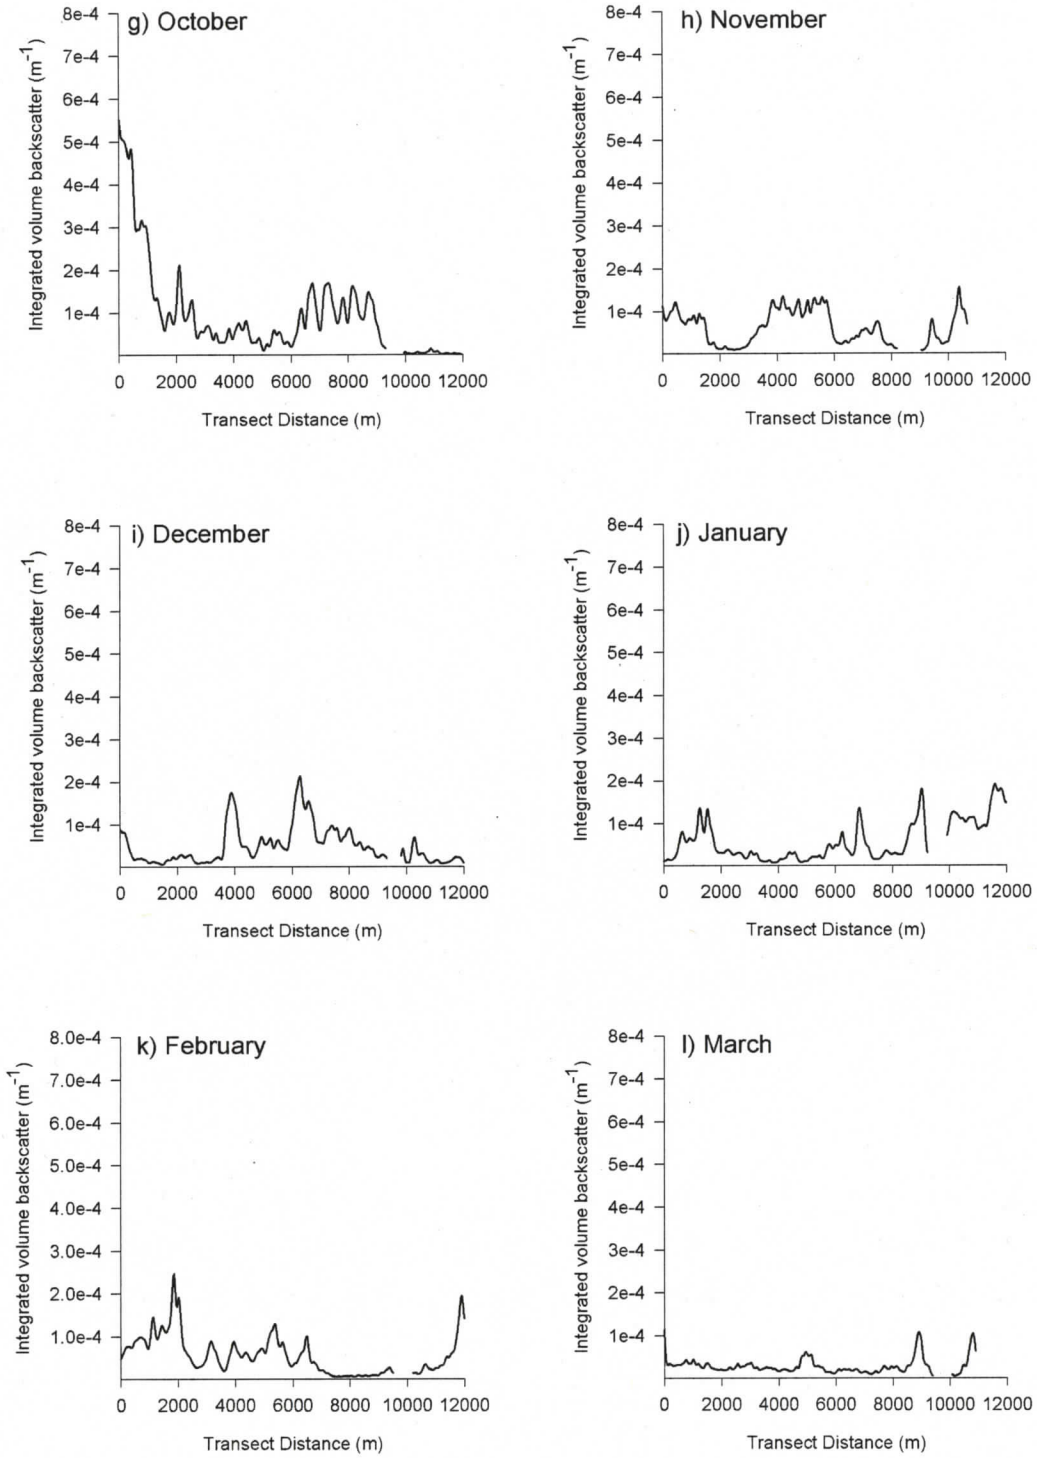 g) October
8e-4
7e-4
6e-4
5e-4
4e-4
3e-4
2e-4
1e-4
Integrated volume backscatter (m-1)
0 2000 4000 6000 8000 10000 12000
Transect Distance (m)
h) November
8e-4
7e-4
6e-4
5e-4
4e-4
3e-4
2e-4
1e-4
Integrated volume backscatter (m-1)
0 2000 4000 6000 8000 10000 12000
Transect Distance (m)
i) December
8e-4
7e-4
6e-4
5e-4
4e-4
3e-4
2e-4
1e-4
Integrated volume backscatter (m-1)
0 2000 4000 6000 8000 10000 12000
Transect Distance (m)
j) January
8e-4
7e-4
6e-4
5e-4
4e-4
3e-4
2e-4
1e-4
Integrated volume backscatter (m-1)
0 2000 4000 6000 8000 10000 12000
Transect Distance (m)
k) February
8.0e-4
7.0e-4
6.0e-4
5.0e-4
4.0e-4
3.0e-4
2.0e-4
1.0e-4
Integrated volume backscatter (m-1)
0 2000 4000 6000 8000 10000 12000
Transect Distance (m)
l) March
8e-4
7e-4
6e-4
5e-4
4e-4
3e-4
2e-4
1e-4
Integrated volume backscatter (m-1)
0 2000 4000 6000 8000 10000 12000
Transect Distance (m)